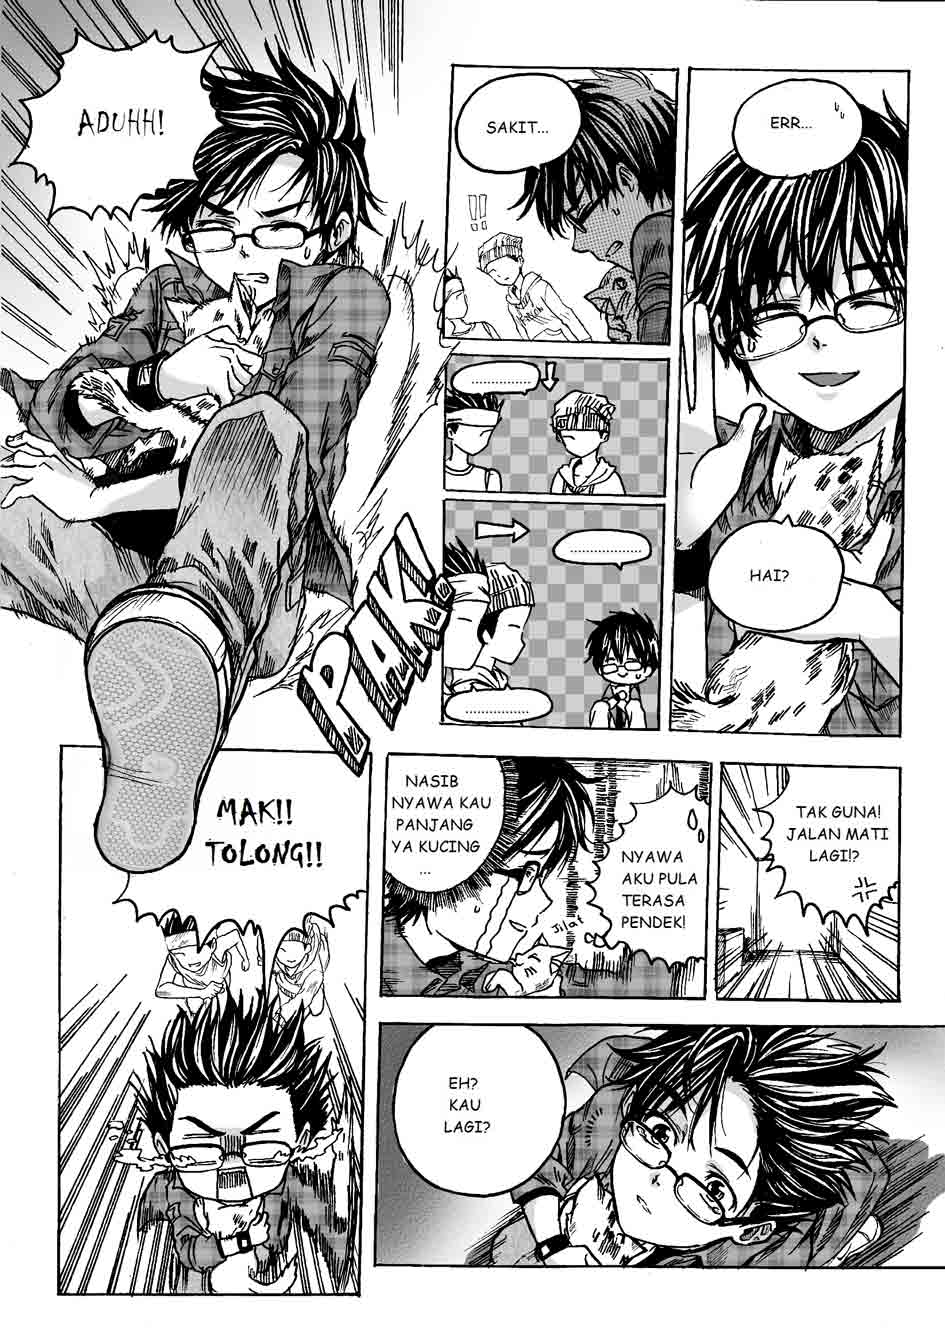 ADUHH!
SAKIT...
!!
ERR...
HAI?
............
............
............
PAK!
MAK!!
TOLONG!!
NASIB
NYAWA KAU
PANJANG
YA KUCING
...
Jilat
NYAWA
AKU PULA
TERASA
PENDEK!
TAK GUNA!
JALAN MATI
LAGI!?
EH?
KAU
LAGI?